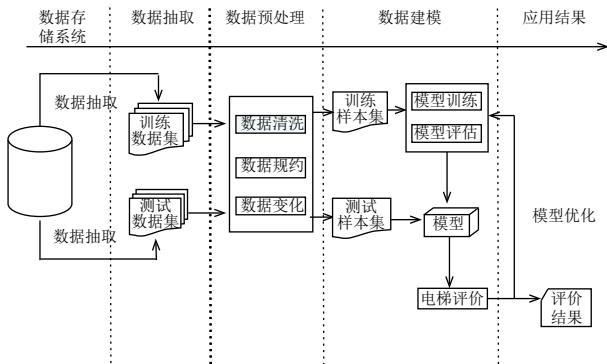 数据存
储系统
数据抽取
数据预处理
数据建模
应用结果
数据抽取
训练
数据集
数据清洗
数据规约
数据变化
训练
样本集
模型训练
模型评估
测试
数据集
数据抽取
测试
样本集
模型
模型优化
电梯评价
评价
结果